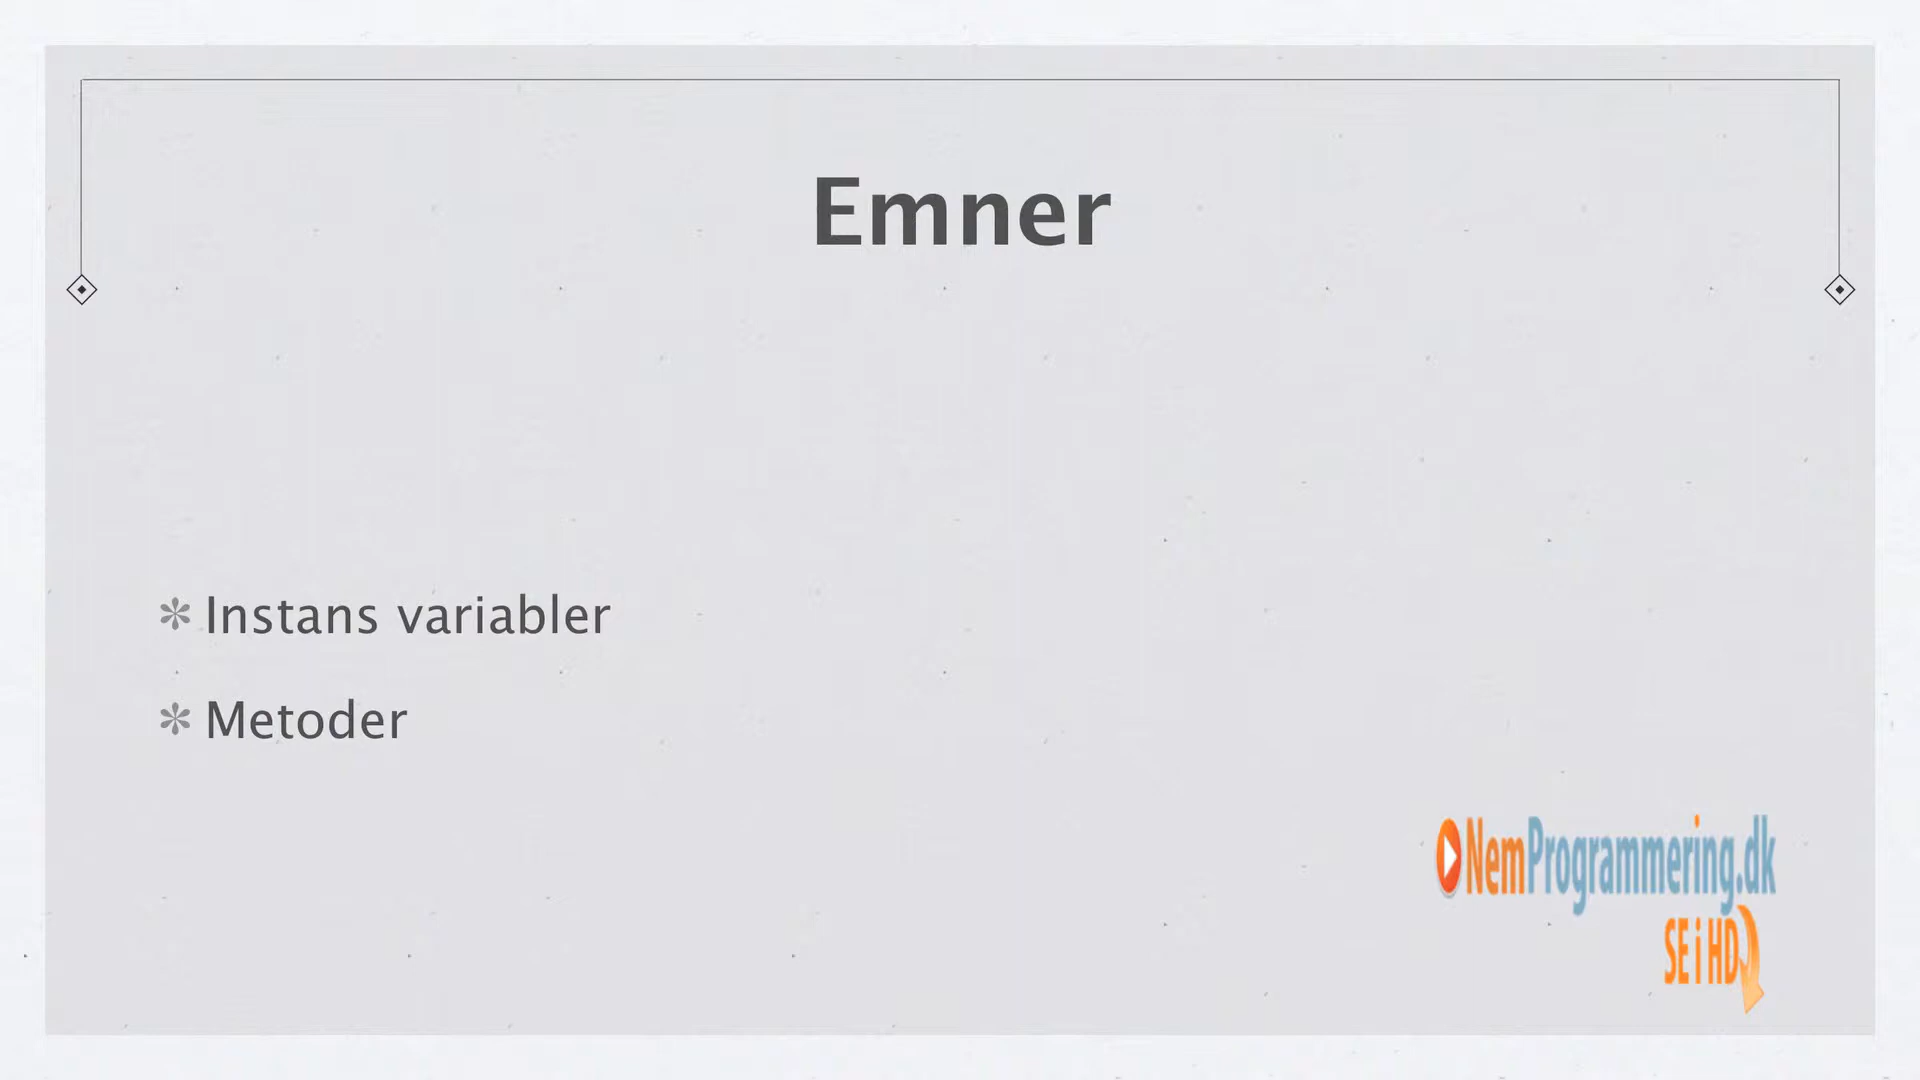 Emner
Instans variabler
Metoder
NemProgrammering.dk
SE i HD